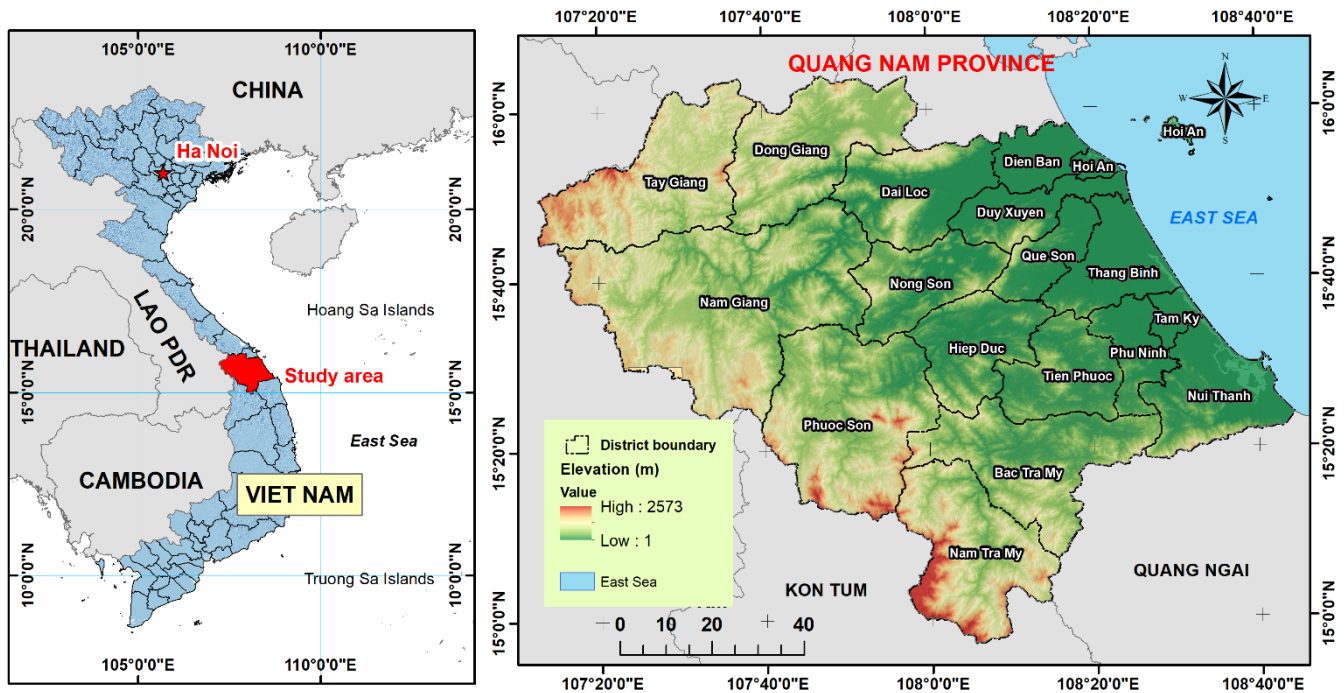 105°0'0"E
110°0'0"E
CHINA
Ha Noi
20°0'0"N
20°0'0"N
Hoang Sa Islands
LAO PDR
THAILAND
Study area
15°0'0"N
15°0'0"N
East Sea
CAMBODIA
VIET NAM
10°0'0"N
Truong Sa Islands
10°0'0"N
105°0'0"E
110°0'0"E
107°20'0"E
107°40'0"E
108°0'0"E
108°20'0"E
108°40'0"E
QUANG NAM PROVINCE
N
W
E
S
16°0'0"N
16°0'0"N
Hoi An
Dong Giang
Dien Ban
Hoi An
Tay Giang
Dai Loc
Duy Xuyen
EAST SEA
Que Son
15°40'0"N
15°40'0"N
Nam Giang
Nong Son
Thang Binh
Tam Ky
Hiep Duc
Phu Ninh
Tien Phuoc
Nui Thanh
Phuoc Son
15°20'0"N
15°20'0"N
Bac Tra My
District boundary
Elevation (m)
Value
High : 2573
Low : 1
East Sea
Nam Tra My
KON TUM
QUANG NGAI
15°0'0"N
15°0'0"N
0 10 20 40
107°20'0"E
107°40'0"E
108°0'0"E
108°20'0"E
108°40'0"E